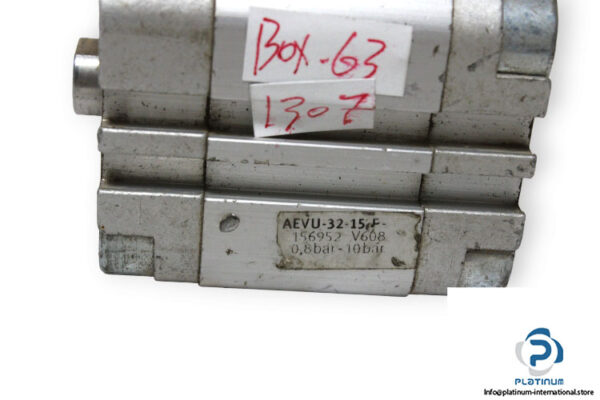 BOX-63
1307
AEVU-32-15-P-
156952 V608
0,8bar-10bar
PLATINUM
Info@platinum-international.store